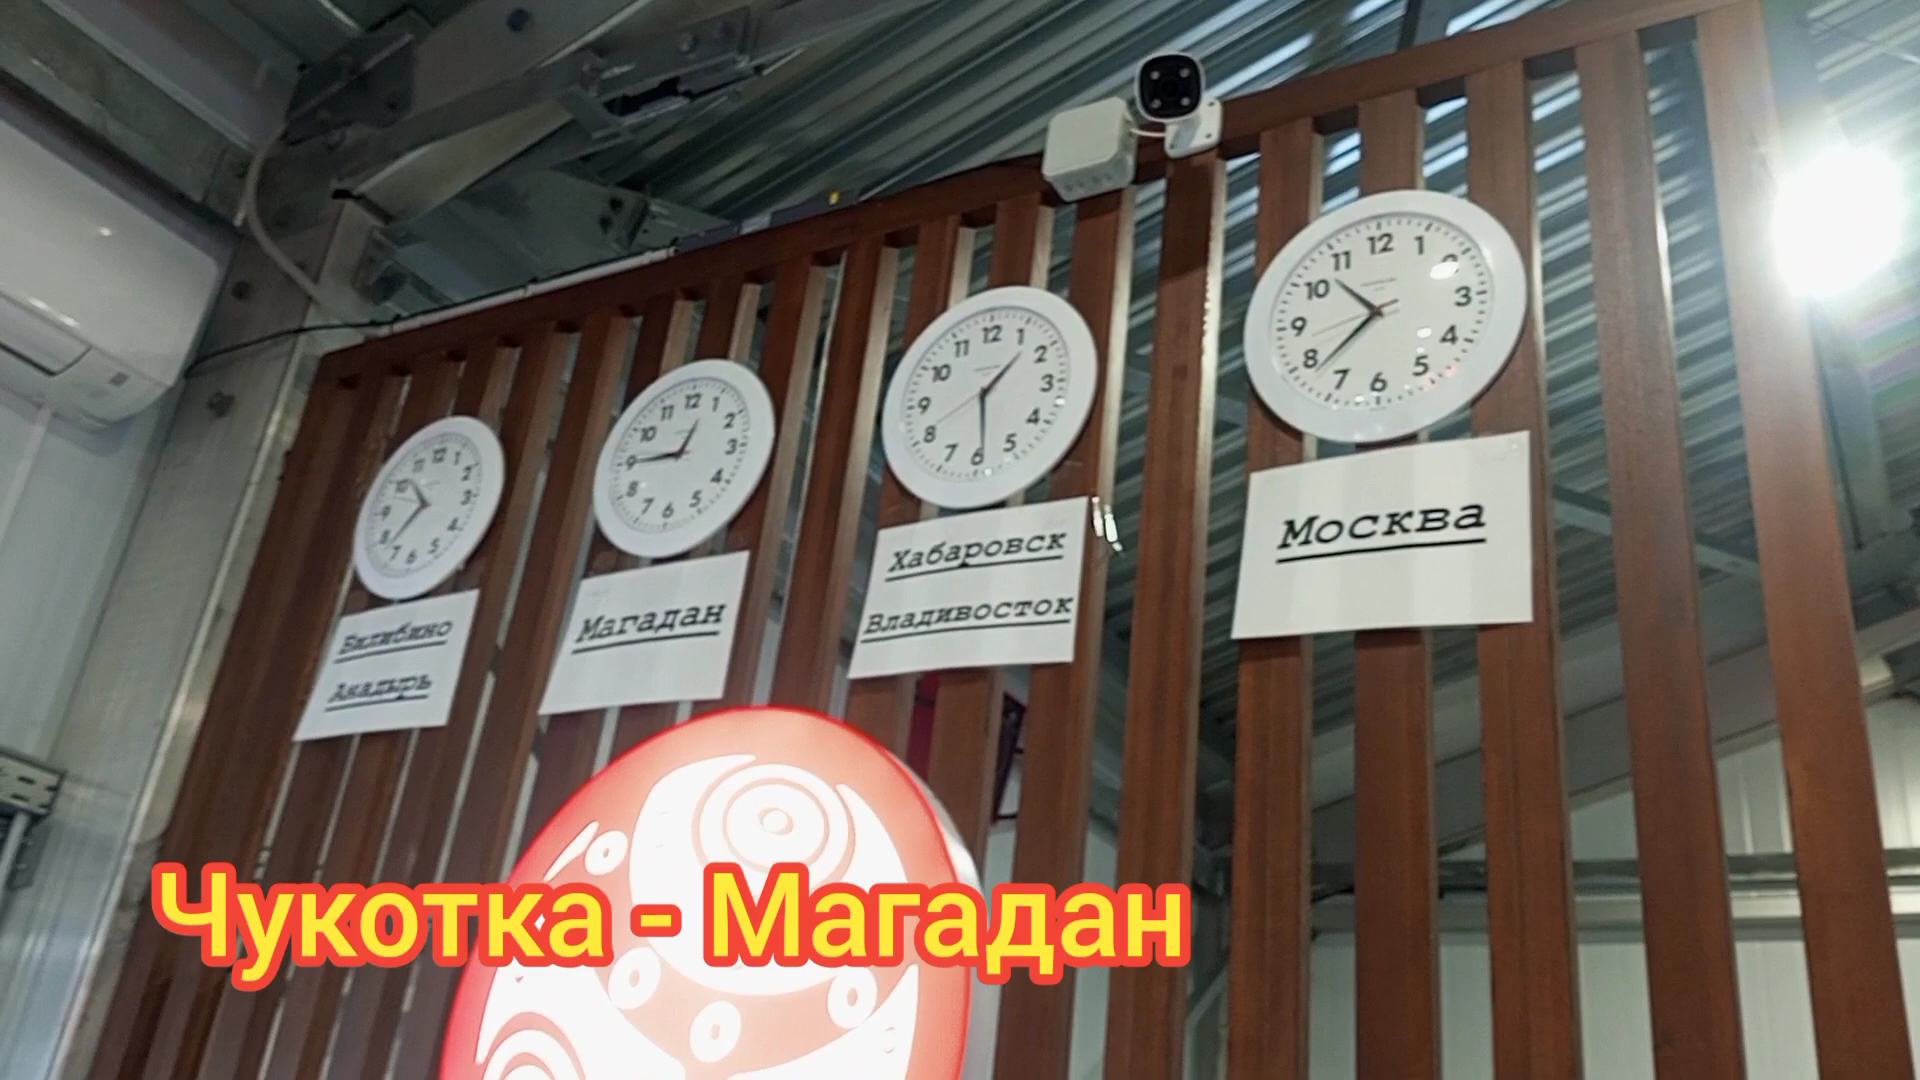 Билибино
Анадырь
Магадан
Хабаровск
Владивосток
Москва
Чукотка - Магадан